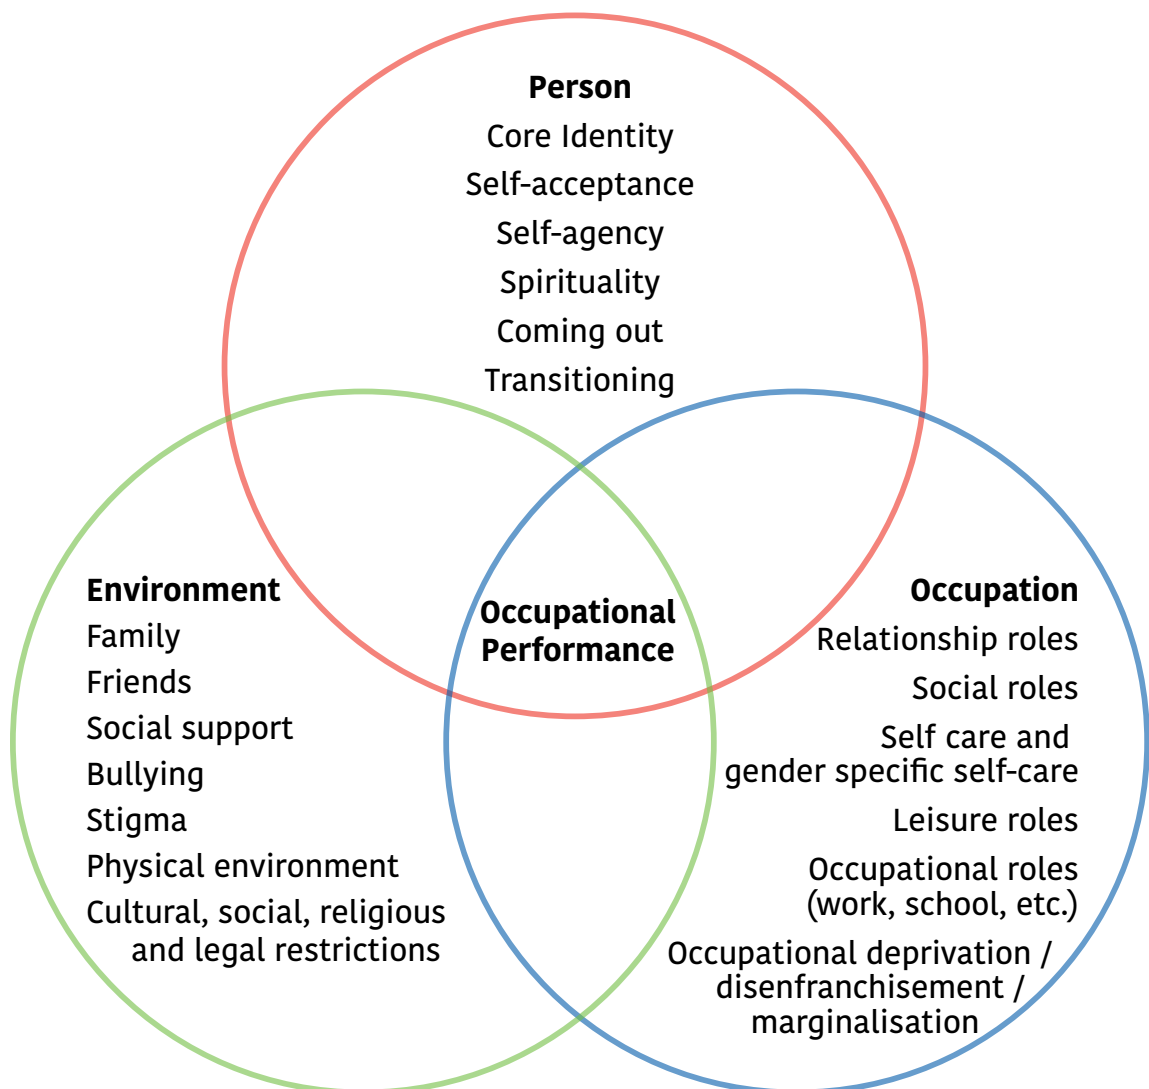 Person
Core Identity
Self-acceptance
Self-agency
Spirituality
Coming out
Transitioning
Environment
Family
Friends
Social support
Bullying
Stigma
Physical environment
Cultural, social, religious
and legal restrictions
Occupational
Performance
Occupation
Relationship roles
Social roles
Self care and
gender specific self-care
Leisure roles
Occupational roles
(work, school, etc.)
Occupational deprivation /
disenfranchisement /
marginalisation